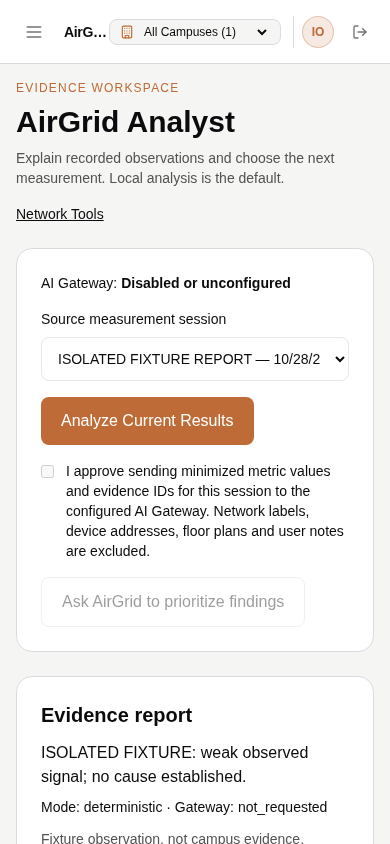 AirG...
All Campuses (1)
IO
EVIDENCE WORKSPACE
AirGrid Analyst
Explain recorded observations and choose the next
measurement. Local analysis is the default.
Network Tools
AI Gateway: Disabled or unconfigured
Source measurement session
ISOLATED FIXTURE REPORT — 10/28/2
Analyze Current Results
I approve sending minimized metric values
and evidence IDs for this session to the
configured AI Gateway. Network labels,
device addresses, floor plans and user notes
are excluded.
Ask AirGrid to prioritize findings
Evidence report
ISOLATED FIXTURE: weak observed
signal; no cause established.
Mode: deterministic · Gateway: not_requested
Fixture observation, not campus evidence.